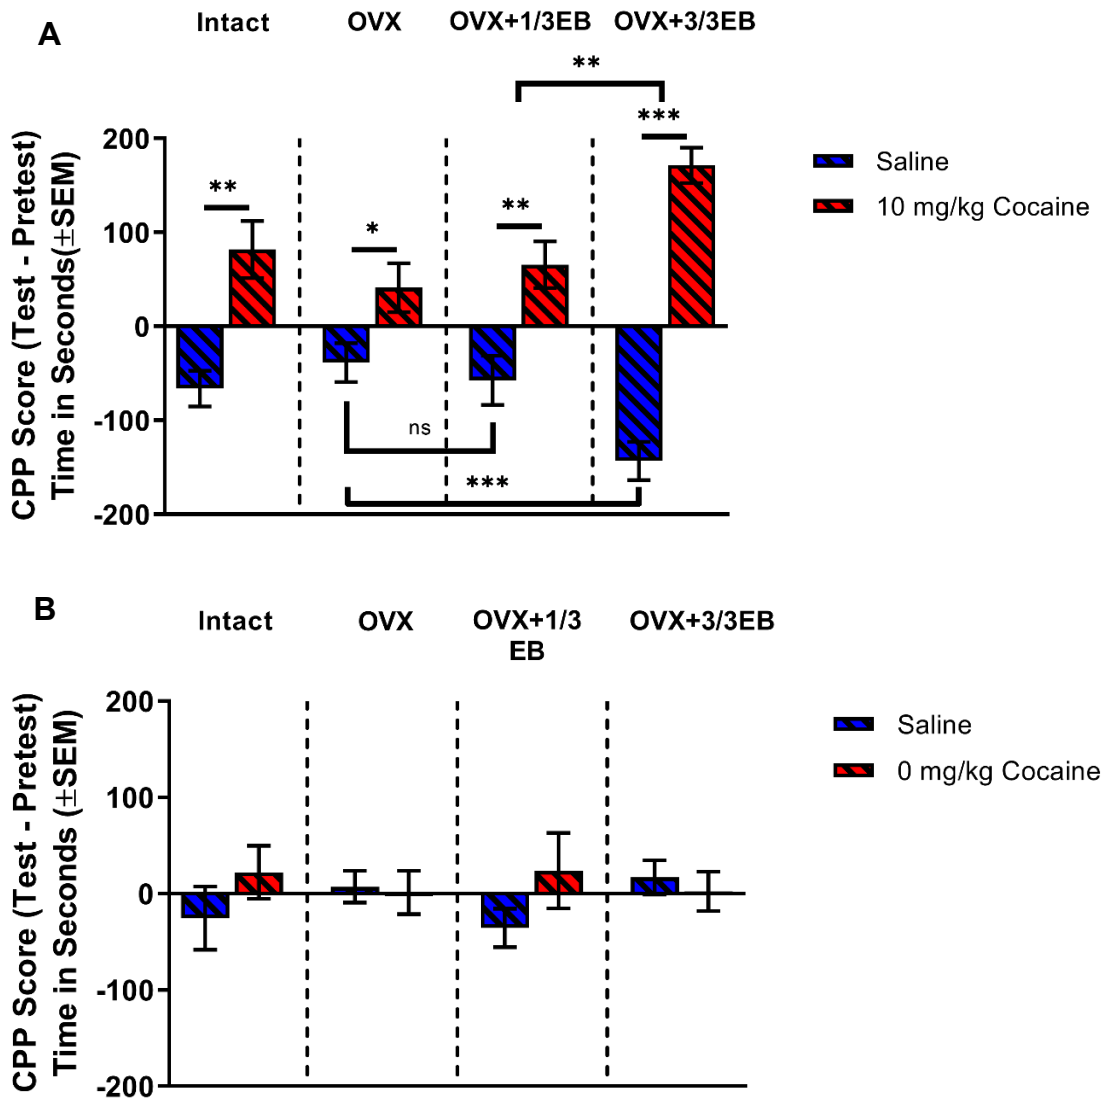 A
Intact
OVX
OVX+1/3EB
OVX+3/3EB
**
***
**
**
*
200
100
0
-100
-200
CPP Score (Test - Pretest)
Time in Seconds(±SEM)
ns
***
Saline
10 mg/kg Cocaine
B
Intact
OVX
OVX+1/3
EB
OVX+3/3EB
200
100
0
-100
-200
CPP Score (Test - Pretest)
Time in Seconds (±SEM)
Saline
0 mg/kg Cocaine